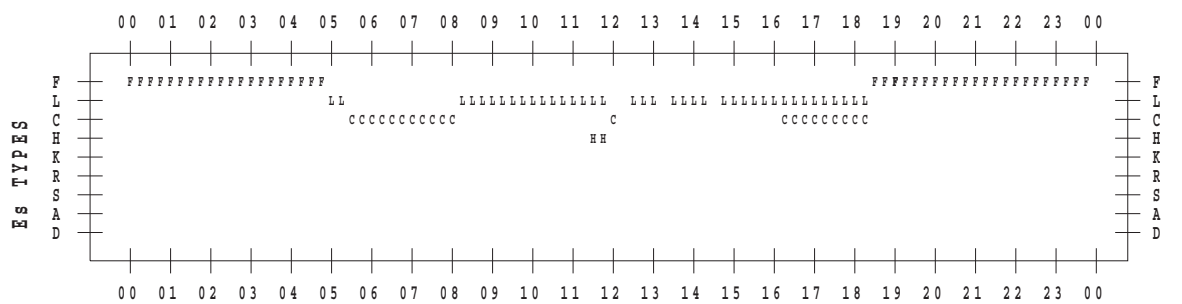 00 01 02 03 04 05 06 07 08 09 10 11 12 13 14 15 16 17 18 19 20 21 22 23 00
F FFFFFFFFFFFFFFFFFFFF FFFFFFFFFFFFFFFFFFFFFF F
L LL LLLLLLLLLLLLLLL LLL LLLL LLLLLLLLLLLLLLL L
C CCCCCCCCCCC C CCCCCCCCC C
H HH H
K K
R R
S S
A A
D D
Es TYPES
00 01 02 03 04 05 06 07 08 09 10 11 12 13 14 15 16 17 18 19 20 21 22 23 00